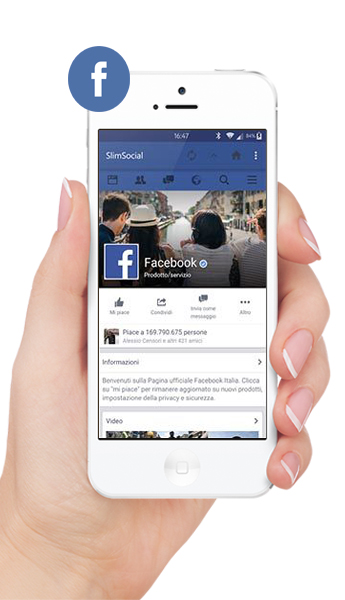 f
16:47
84%
SlimSocial
f
Facebook
Prodotto/servizio
Mi piace
Condividi
Invia come messaggio
Altro
Piace a 169.790.675 persone
Alessio Censori e altri 421 amici
Informazioni
Benvenuti sulla Pagina ufficiale Facebook Italia. Clicca
su "mi piace" per rimanere aggiornato su nuovi prodotti,
impostazione della privacy e sicurezza.
Video